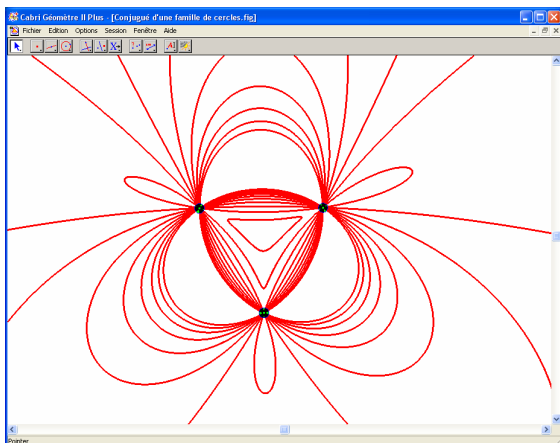 Cabri Géomètre II Plus - [Conjugué d'une famille de cercles.fig]
Fichier Edition Options Session Fenêtre Aide
Pointer